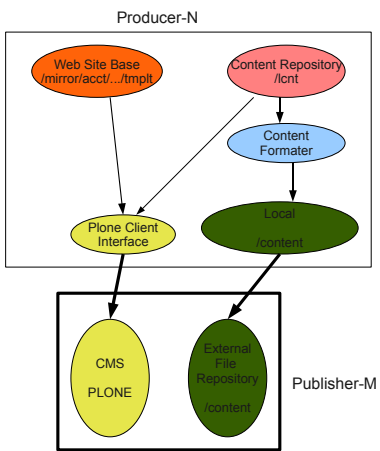 Producer-N
Web Site Base
/mirror/acct/.../tmplt
Content Repository
/lcnt
Content
Formater
Plone Client
Interface
Local
/content
CMS
PLONE
External
File
Repository
/content
Publisher-M